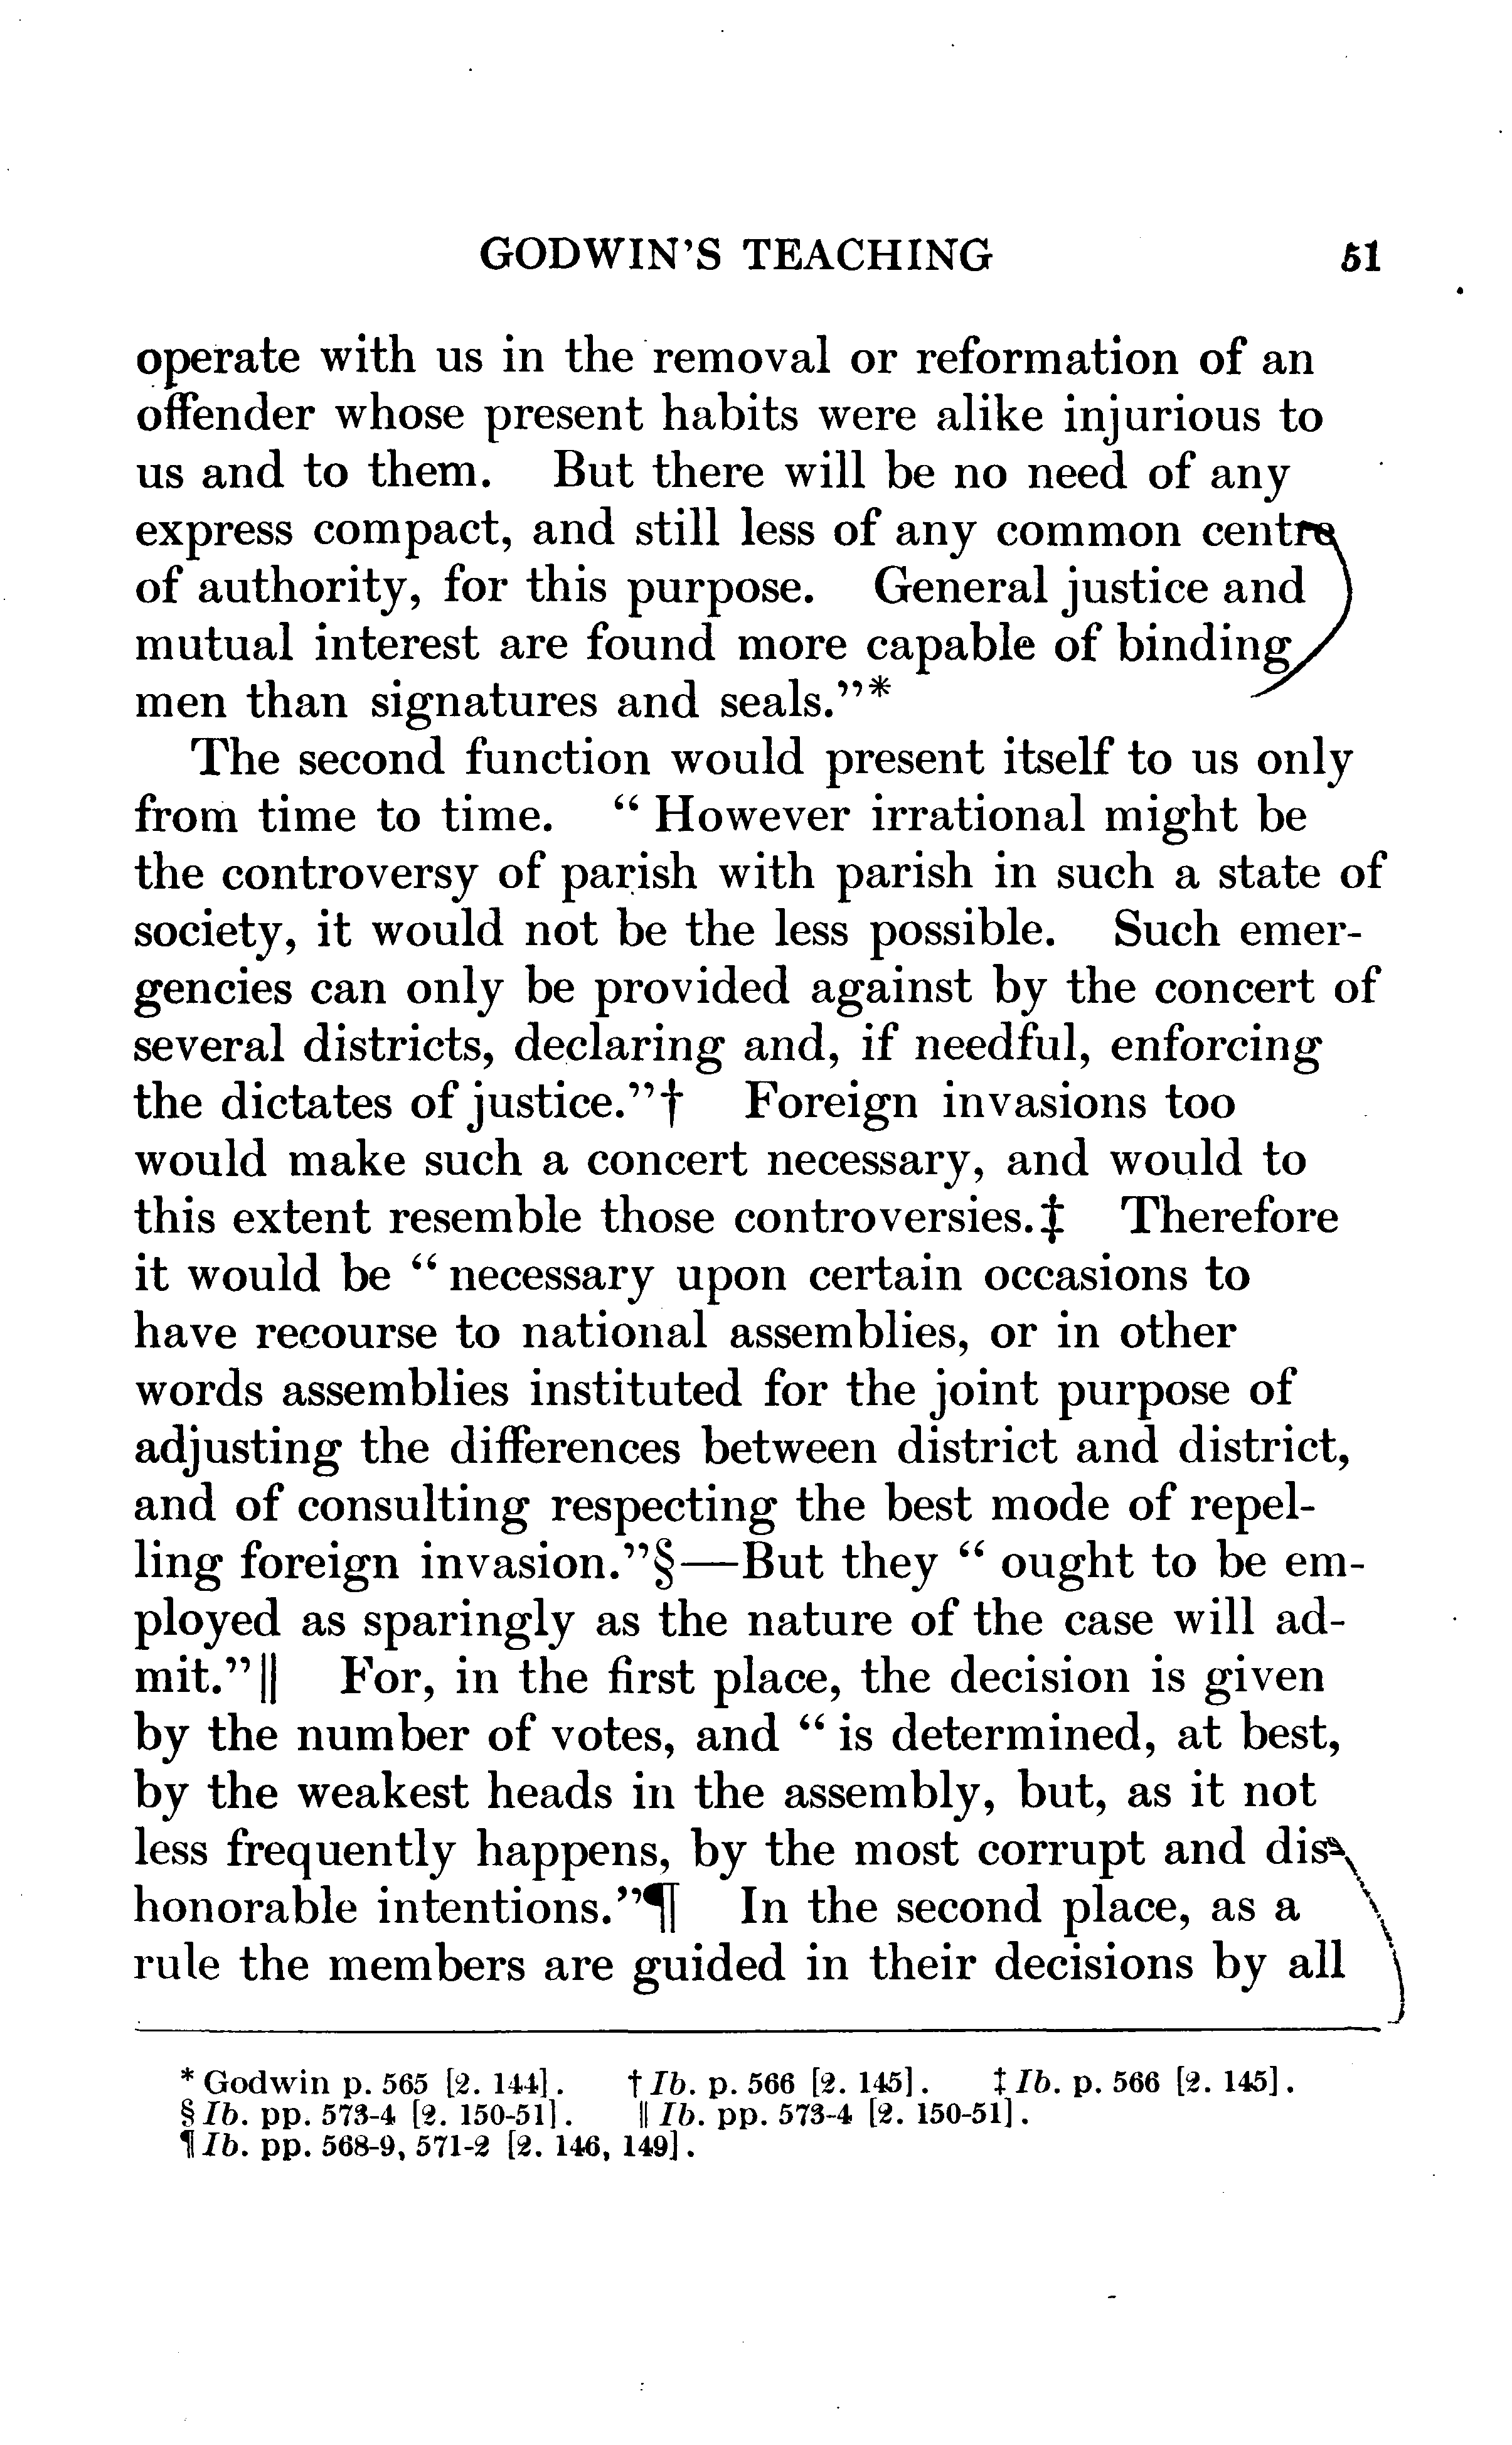 GODWIN'S TEACHING 51
operate with us in the removal or reformation of an
offender whose present habits were alike injurious to
us and to them. But there will be no need of any
express compact, and still less of any common centre
of authority, for this purpose. General justice and
mutual interest are found more capable of binding
men than signatures and seals."*
The second function would present itself to us only
from time to time. " However irrational might be
the controversy of parish with parish in such a state of
society, it would not be the less possible. Such emer-
gencies can only be provided against by the concert of
several districts, declaring and, if needful, enforcing
the dictates of justice."† Foreign invasions too
would make such a concert necessary, and would to
this extent resemble those controversies.‡ Therefore
it would be " necessary upon certain occasions to
have recourse to national assemblies, or in other
words assemblies instituted for the joint purpose of
adjusting the differences between district and district,
and of consulting respecting the best mode of repel-
ling foreign invasion."§—But they " ought to be em-
ployed as sparingly as the nature of the case will ad-
mit."‖ For, in the first place, the decision is given
by the number of votes, and " is determined, at best,
by the weakest heads in the assembly, but, as it not
less frequently happens, by the most corrupt and dis-
honorable intentions."¶ In the second place, as a
rule the members are guided in their decisions by all
* Godwin p. 565 [2. 144]. † Ib. p. 566 [2. 145]. ‡ Ib. p. 566 [2. 145].
§ Ib. pp. 573-4 [2. 150-51]. ‖ Ib. pp. 573-4 [2. 150-51].
¶ Ib. pp. 568-9, 571-2 [2. 146, 149].